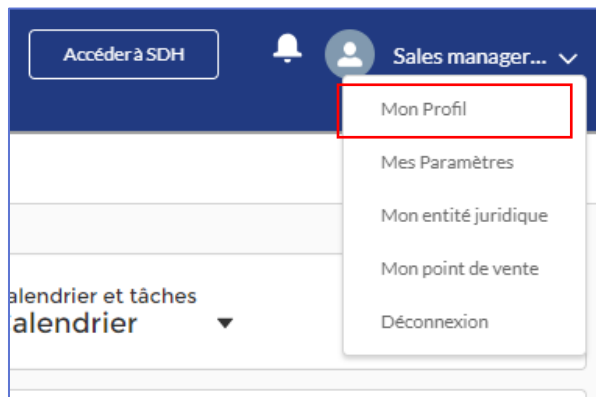 Accéder à SDH
Sales manager...
Mon Profil
Mes Paramètres
Mon entité juridique
Mon point de vente
Déconnexion
alendrier et tâches
alendrier